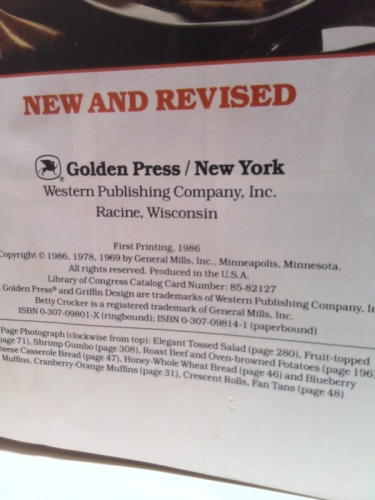 NEW AND REVISED
® Golden Press / New York
Western Publishing Company, Inc.
Racine, Wisconsin
First Printing, 1986
Copyright © 1986, 1978, 1969 by General Mills, Inc., Minneapolis, Minnesota.
All rights reserved. Produced in the U.S.A.
Library of Congress Catalog Card Number: 85-82127
Golden Press® and Griffin Design are trademarks of Western Publishing Company, In
Betty Crocker is a registered trademark of General Mills, Inc.
ISBN 0-307-09801-X (ringbound); ISBN 0-307-09814-1 (paperbound)
Page Photograph (clockwise from top): Elegant Tossed Salad (page 280), Fruit-topped
page 71), Shrimp Gumbo (page 308), Roast Beef and Oven-browned Potatoes (page 196
heese Casserole Bread (page 47), Honey-Whole Wheat Bread (page 46) and Blueberry
Muffins, Cranberry-Orange Muffins (page 31), Crescent Rolls, Fan Tans (page 48)